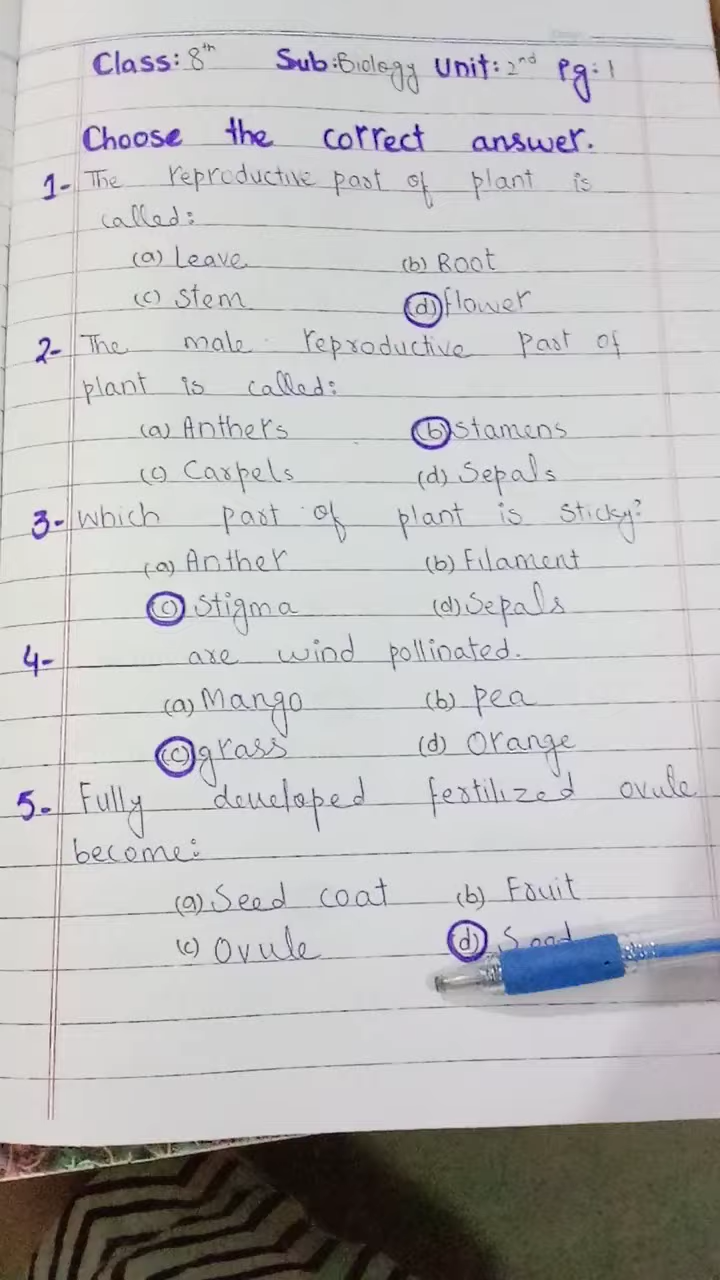 Class: 8th Sub: Biology Unit: 2nd Pg: 1
Choose the correct answer.
1- The reproductive part of plant is
called:
(a) Leave (b) Root
(c) Stem (d) flower
2- The male reproductive part of
plant is called:
(a) Anthers (b) Stamens
(c) Carpels (d) Sepals
3- Which part of plant is sticky?
(a) Anther (b) Filament
(c) Stigma (d) Sepals
4- are wind pollinated.
(a) Mango (b) pea
(c) grass (d) Orange
5- Fully developed fertilized ovule
become:
(a) Seed coat (b) Fruit
(c) Ovule (d) Seed